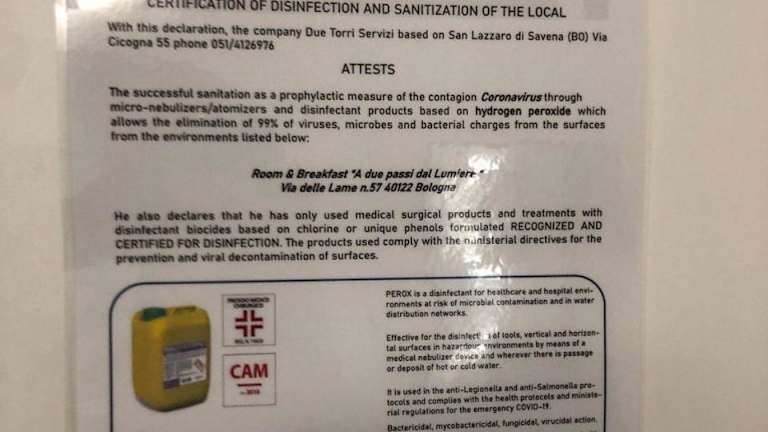 CERTIFICATION OF DISINFECTION AND SANITIZATION OF THE LOCAL
With this declaration, the company Due Torri Servizi based on San Lazzaro di Savena (BO) Via
Cicogna 55 phone 051/4126976
ATTESTS
The successful sanitation as a prophylactic measure of the contagion Coronavirus through
micro-nebulizers/atomizers and disinfectant products based on hydrogen peroxide which
allows the elimination of 99% of viruses, microbes and bacterial charges from the surfaces
from the environments listed below:
Room & Breakfast "A due passi dal Lumiere"
Via delle Lame n.57 40122 Bologna
He also declares that he has only used medical surgical products and treatments with
disinfectant biocides based on chlorine or unique phenols formulated RECOGNIZED AND
CERTIFIED FOR DISINFECTION. The products used comply with the ministerial directives for the
prevention and viral decontamination of surfaces.
PRESIDIO MEDICO
CHIRURGICO
CAM
PEROX is a disinfectant for healthcare and hospital envi-
ronments at risk of microbial contamination and in water
distribution networks.
Effective for the disinfection of tools, vertical and horizon-
tal surfaces in hazardous environments by means of a
medical nebulizer device and wherever there is passage
or deposit of hot or cold water.
It is used in the anti-Legionella and anti-Salmonella pro-
tocols and complies with the health protocols and ministe-
rial regulations for the emergency COVID-19.
Bactericidal, mycobactericidal, fungicidal, virucidal action.